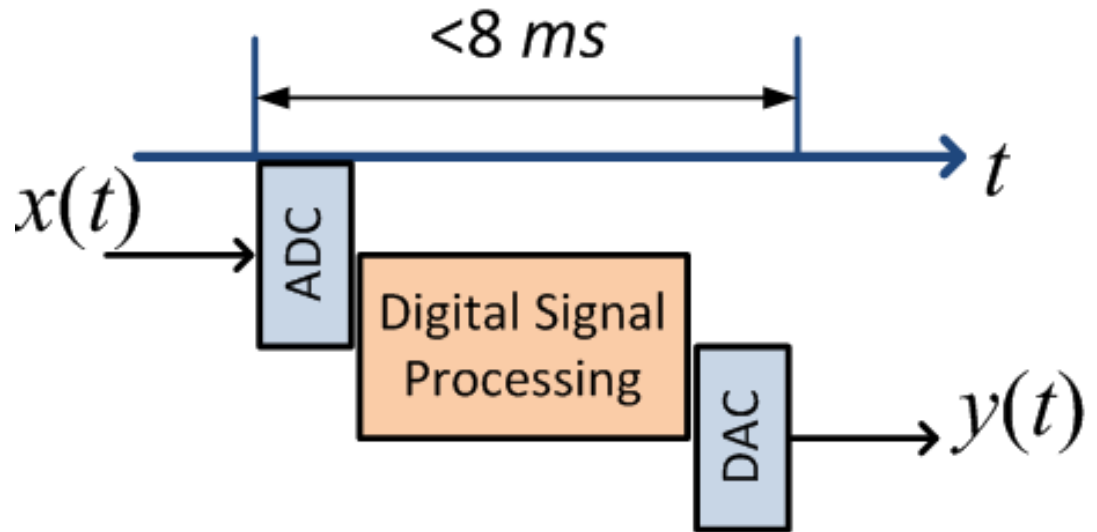 <8 ms
t
x(t)
ADC
Digital Signal
Processing
DAC
y(t)